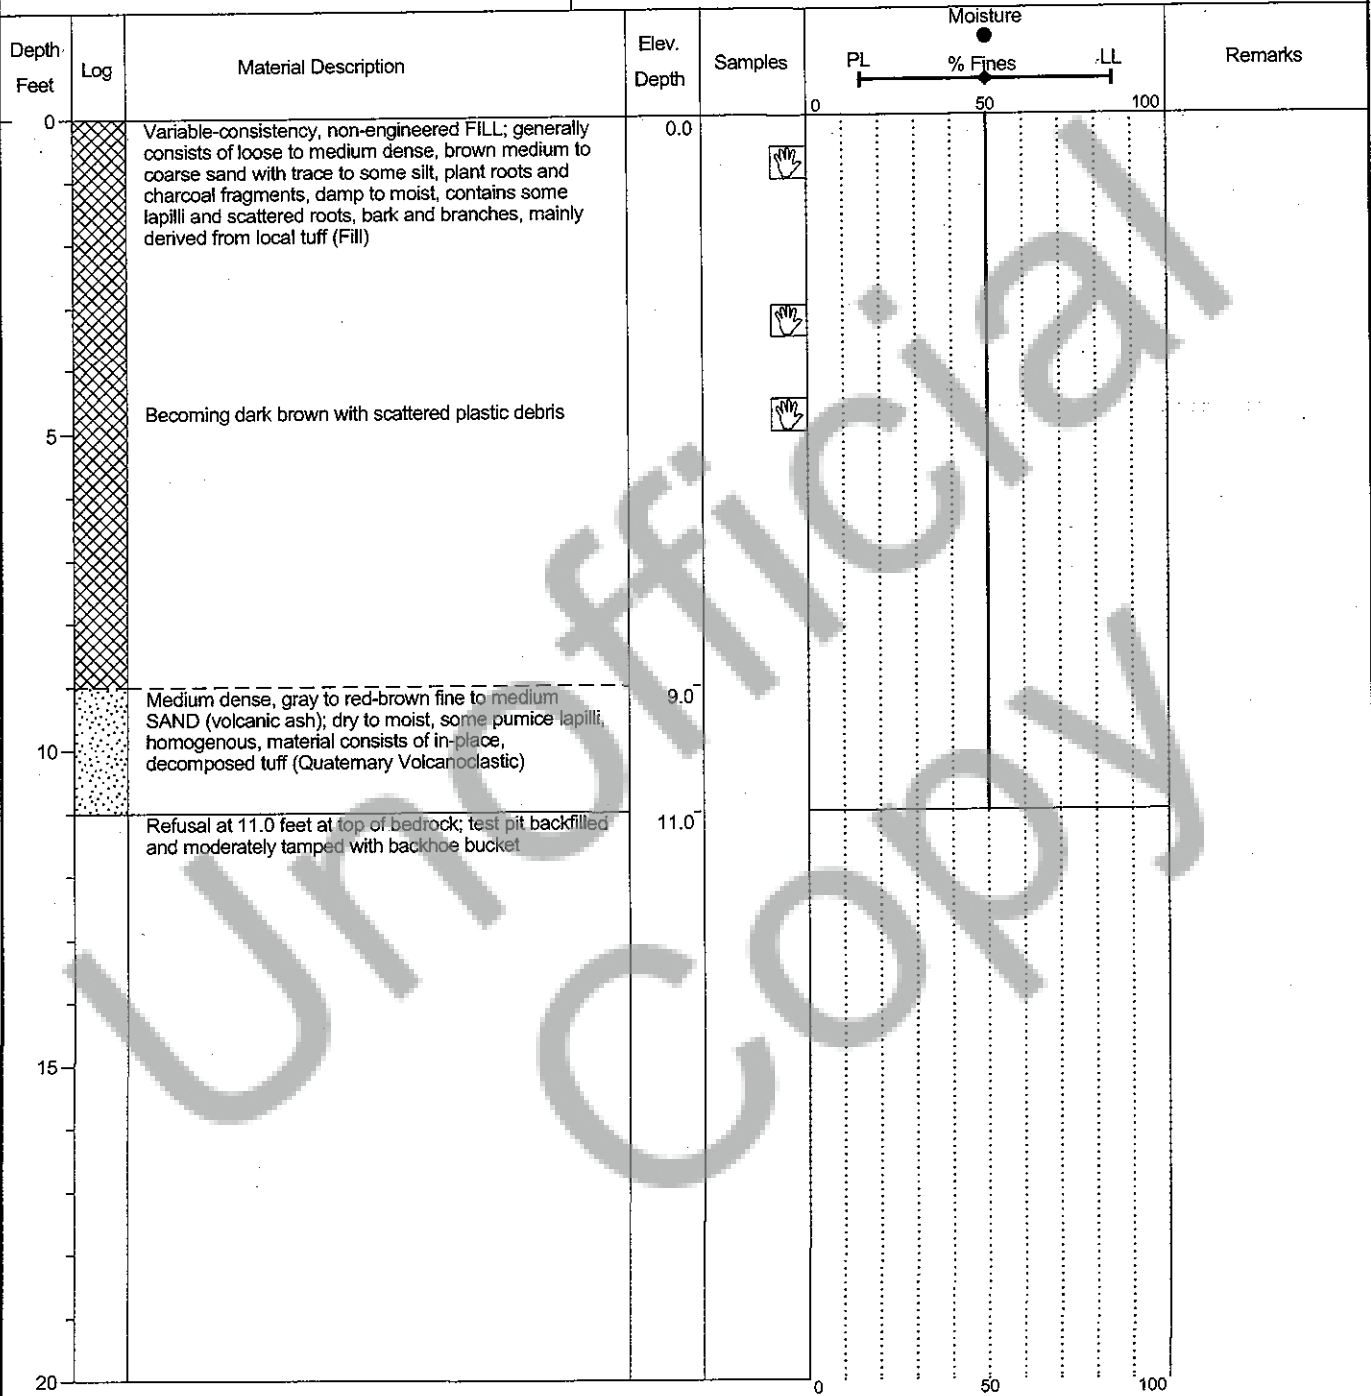 Moisture
Depth
Feet
Log
Material Description
Elev.
Depth
Samples
PL
% Fines
LL
Remarks
0
50
100
0
Variable-consistency, non-engineered FILL; generally
consists of loose to medium dense, brown medium to
coarse sand with trace to some silt, plant roots and
charcoal fragments, damp to moist, contains some
lapilli and scattered roots, bark and branches, mainly
derived from local tuff (Fill)
0.0
Becoming dark brown with scattered plastic debris
5
Medium dense, gray to red-brown fine to medium
SAND (volcanic ash); dry to moist, some pumice lapilli,
homogenous, material consists of in-place,
decomposed tuff (Quaternary Volcanoclastic)
9.0
10
Refusal at 11.0 feet at top of bedrock; test pit backfilled
and moderately tamped with backhoe bucket
11.0
15
20
0
50
100
Unofficial
Copy